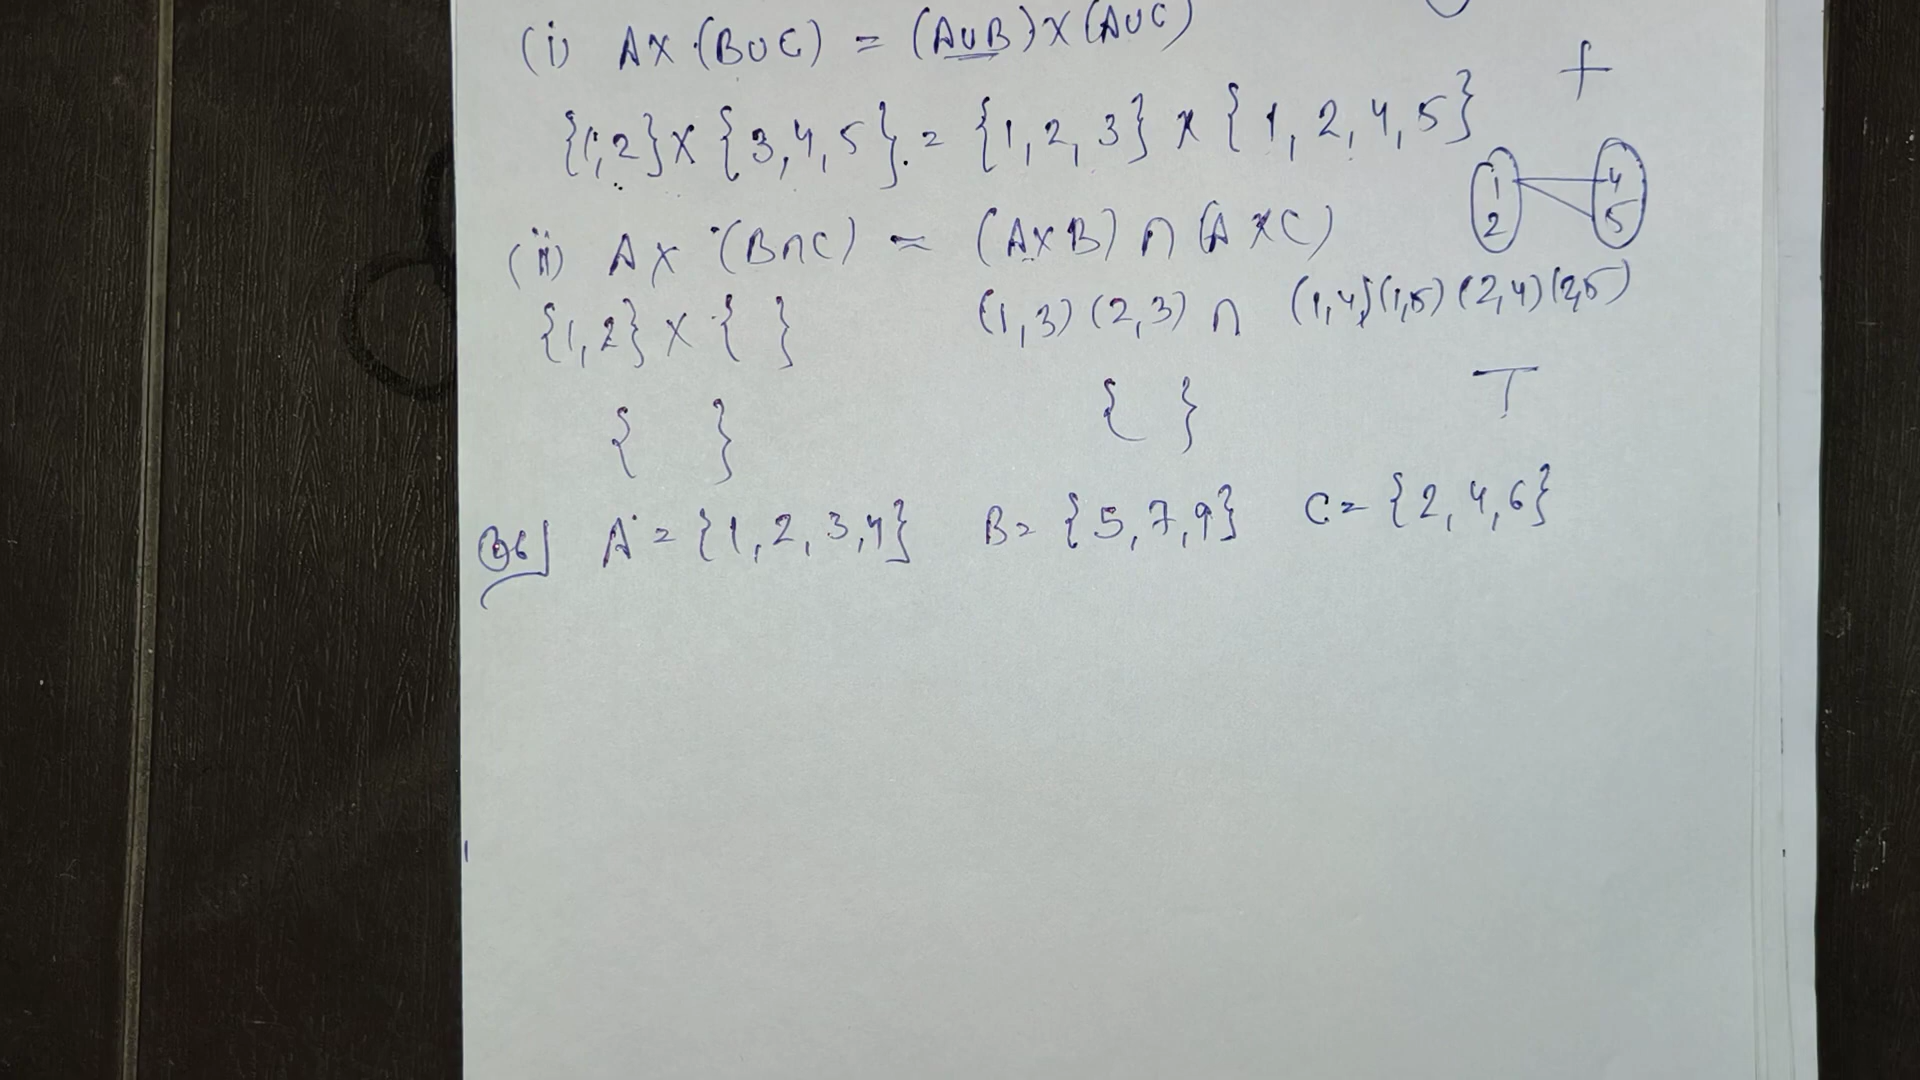 (i) A × (B∪C) = (A∪B) × (A∪C)
{1,2} × {3,4,5} = {1,2,3} × {1,2,4,5} f
1 4
2 5
(ii) A × (B∩C) = (A×B) ∩ (A×C)
{1,2} × { } (1,3) (2,3) ∩ (1,4)(1,5)(2,4)(2,5)
{ } { } T
Q6] A = {1,2,3,4} B = {5,7,9} C = {2,4,6}